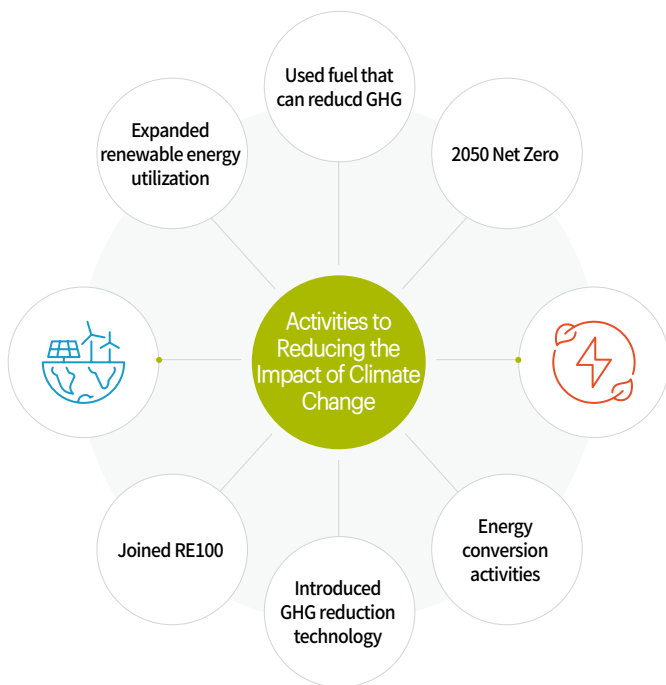 Used fuel that
can reducd GHG
Expanded
renewable energy
utilization
2050 Net Zero
Activities to
Reducing the
Impact of Climate
Change
Joined RE100
Energy
conversion
activities
Introduced
GHG reduction
technology